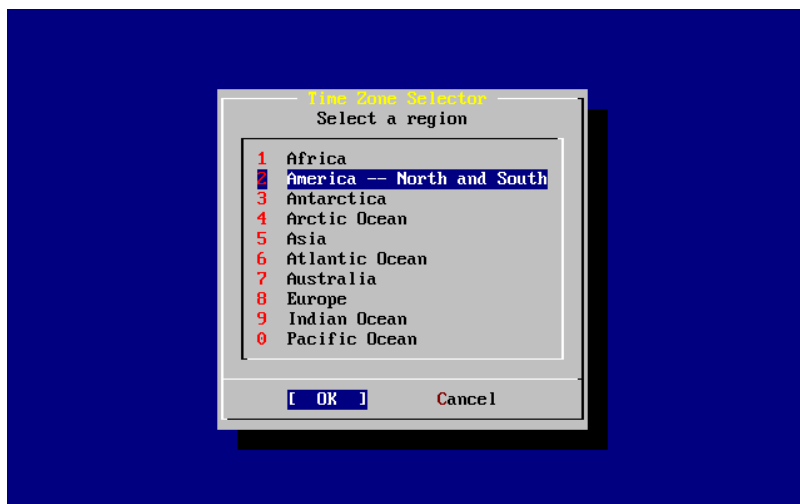 Time Zone Selector
Select a region
1 Africa
2 America -- North and South
3 Antarctica
4 Arctic Ocean
5 Asia
6 Atlantic Ocean
7 Australia
8 Europe
9 Indian Ocean
0 Pacific Ocean
[ OK ] Cancel